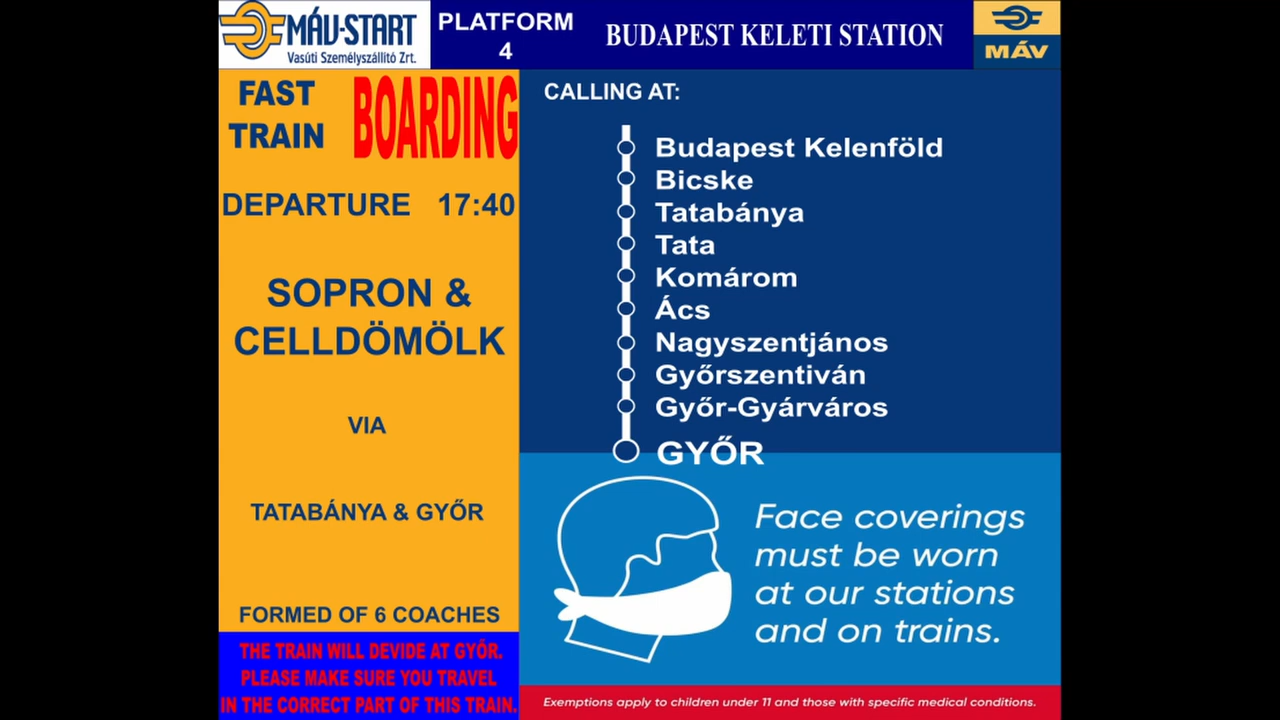 MÁV-START
Vasúti Személyszállító Zrt.
PLATFORM
4
BUDAPEST KELETI STATION
MÁV
FAST
TRAIN
BOARDING
DEPARTURE 17:40
SOPRON &
CELLDÖMÖLK
VIA
TATABÁNYA & GYŐR
FORMED OF 6 COACHES
THE TRAIN WILL DEVIDE AT GYŐR.
PLEASE MAKE SURE YOU TRAVEL
IN THE CORRECT PART OF THIS TRAIN.
CALLING AT:
Budapest Kelenföld
Bicske
Tatabánya
Tata
Komárom
Ács
Nagyszentjános
Győrszentiván
Győr-Gyárváros
GYŐR
Face coverings
must be worn
at our stations
and on trains.
Exemptions apply to children under 11 and those with specific medical conditions.